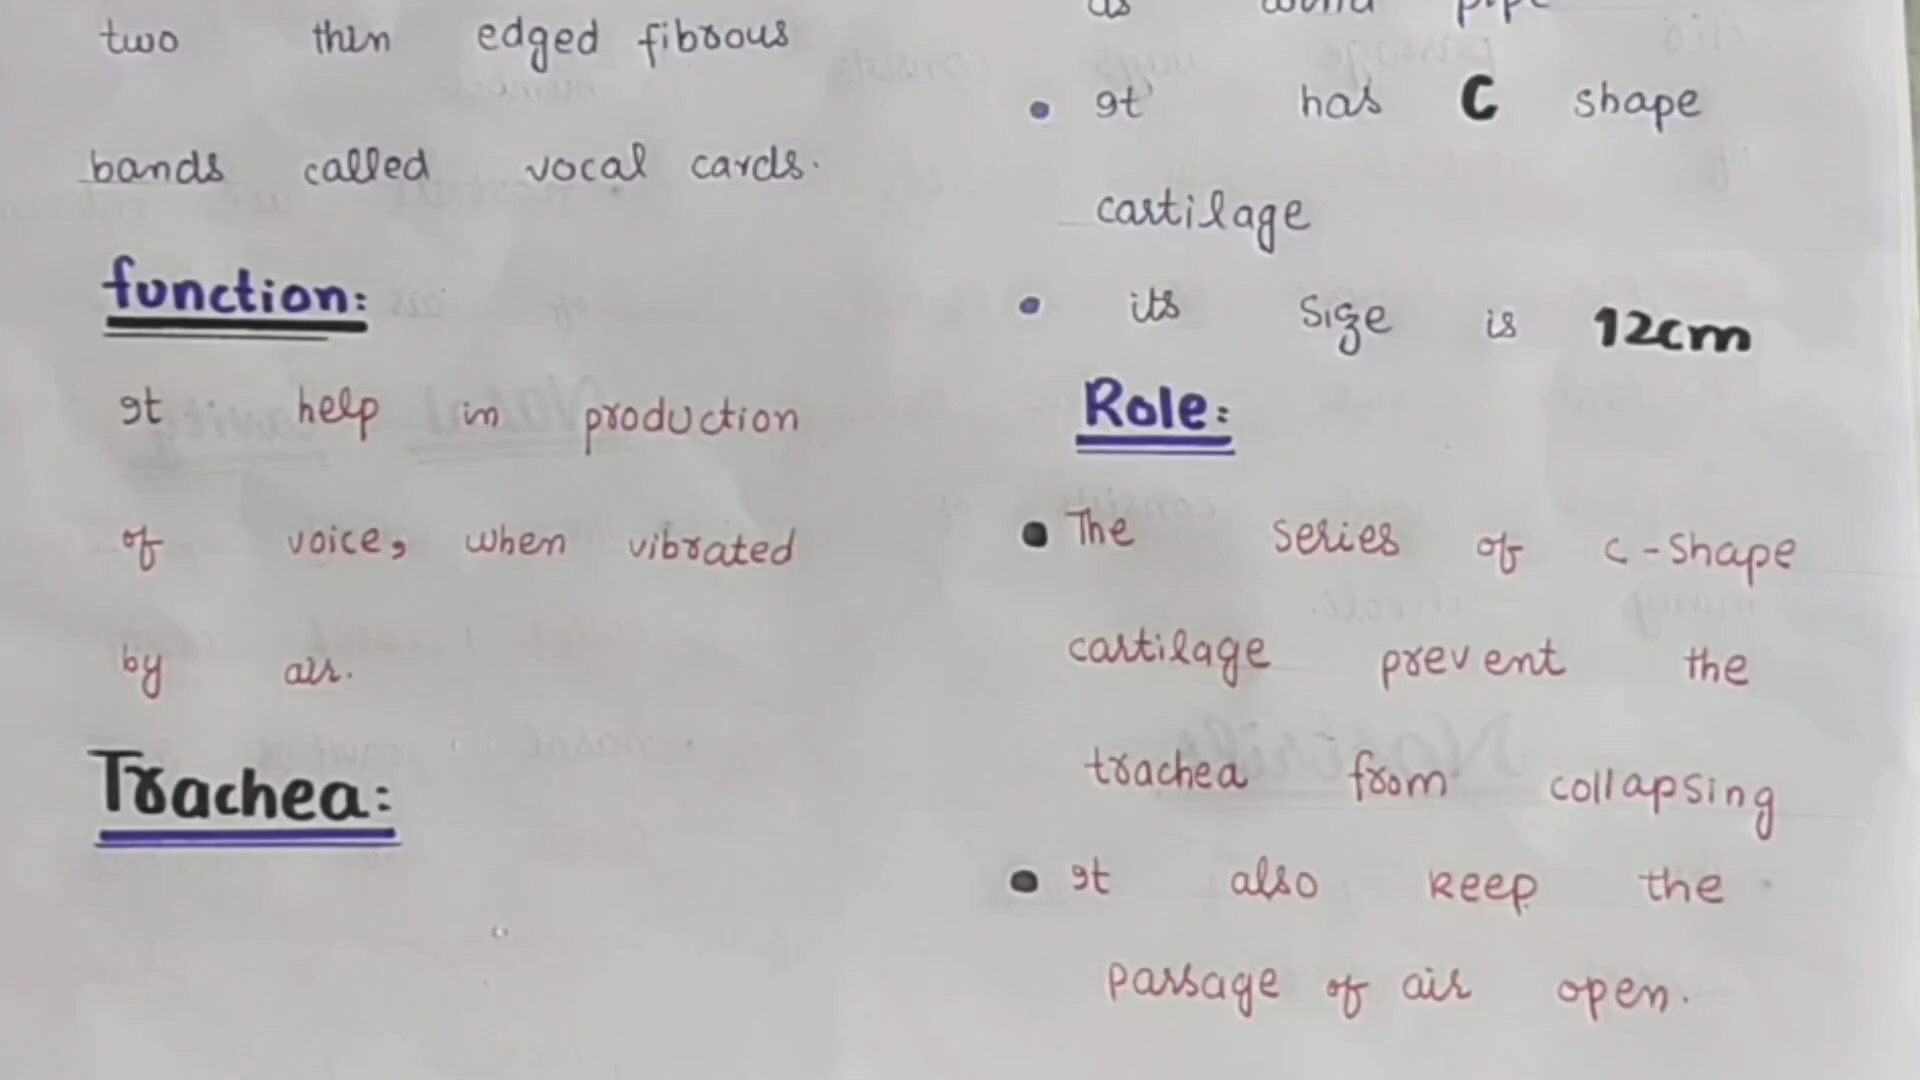 two thin edged fibrous
bands called vocal cards.
function:
It help in production
of voice, when vibrated
by air.
Trachea:
pipe
• It has C shape
cartilage
• its size is 12cm
Role:
• The series of c-shape
cartilage prevent the
trachea from collapsing
• It also keep the
passage of air open.